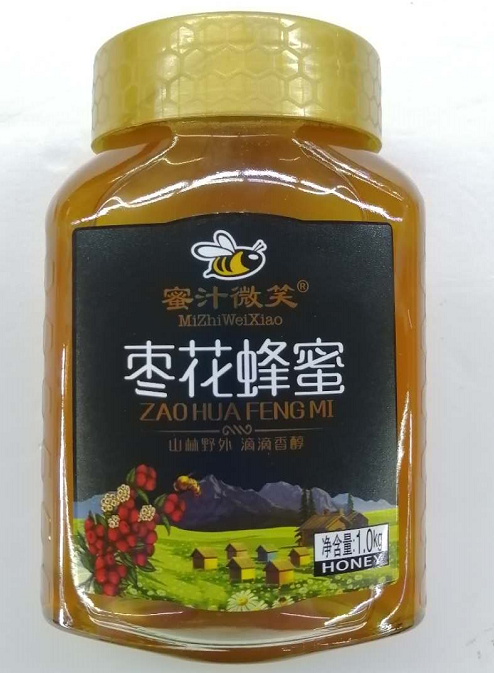 蜜汁微笑®
MiZhiWeiXiao
枣花蜂蜜
ZAO HUA FENG MI
山林野外 滴滴香醇
净含量:1.0kg
HONEY